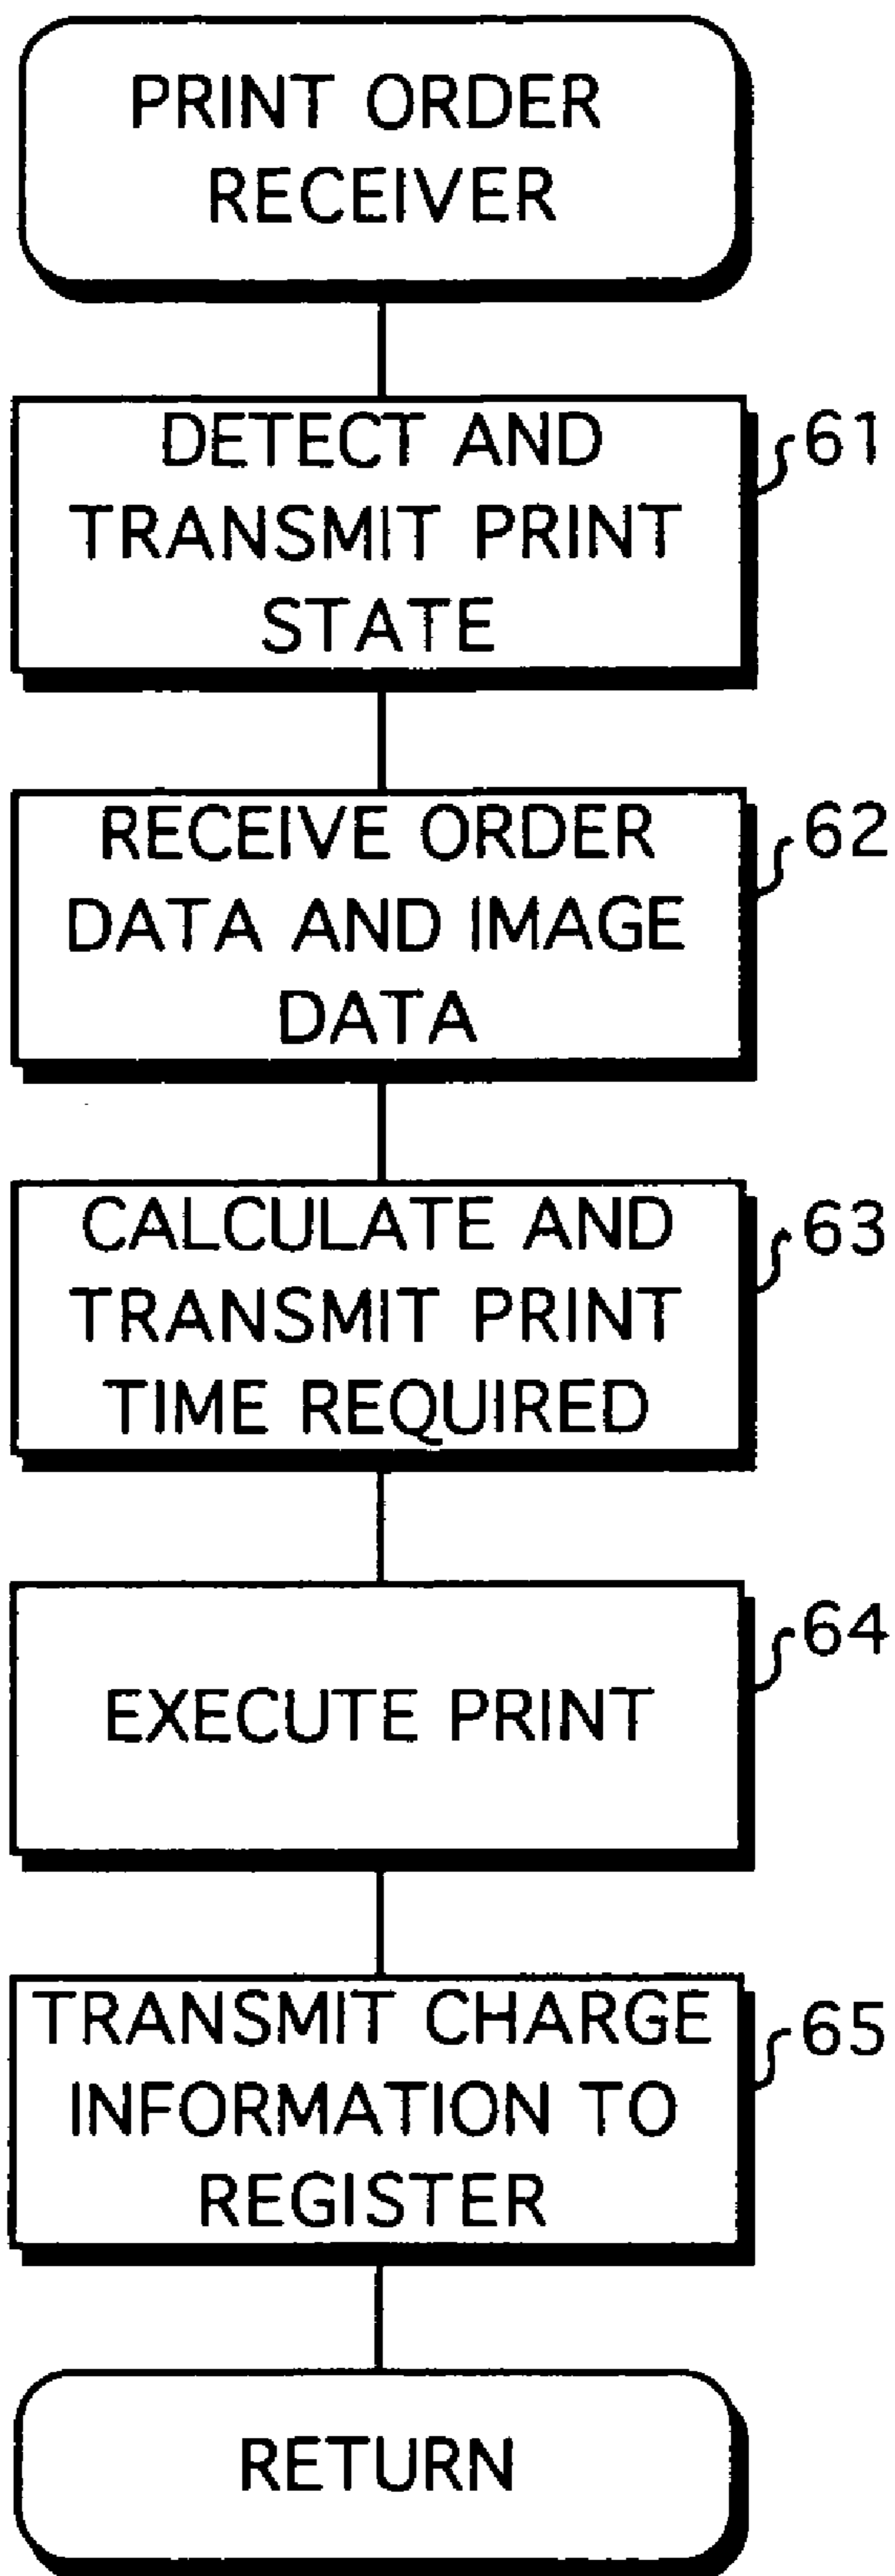 PRINT ORDER
RECEIVER
DETECT AND
TRANSMIT PRINT
STATE
61
RECEIVE ORDER
DATA AND IMAGE
DATA
62
CALCULATE AND
TRANSMIT PRINT
TIME REQUIRED
63
EXECUTE PRINT
64
TRANSMIT CHARGE
INFORMATION TO
REGISTER
65
RETURN